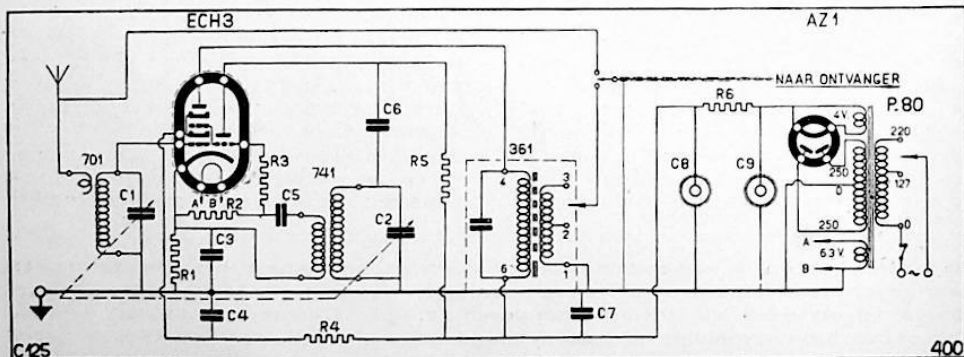 ECH3
AZ1
NAAR ONTVANGER
R6
P.80
4V
220
701
C6
361
R3
R5
4
3
C8
C9
250
127
C1
741
C5
A B
R2
C2
2
0
0
C3
250
A
R1
6
1
6.3V
B
~
C4
R4
C7
C125
400